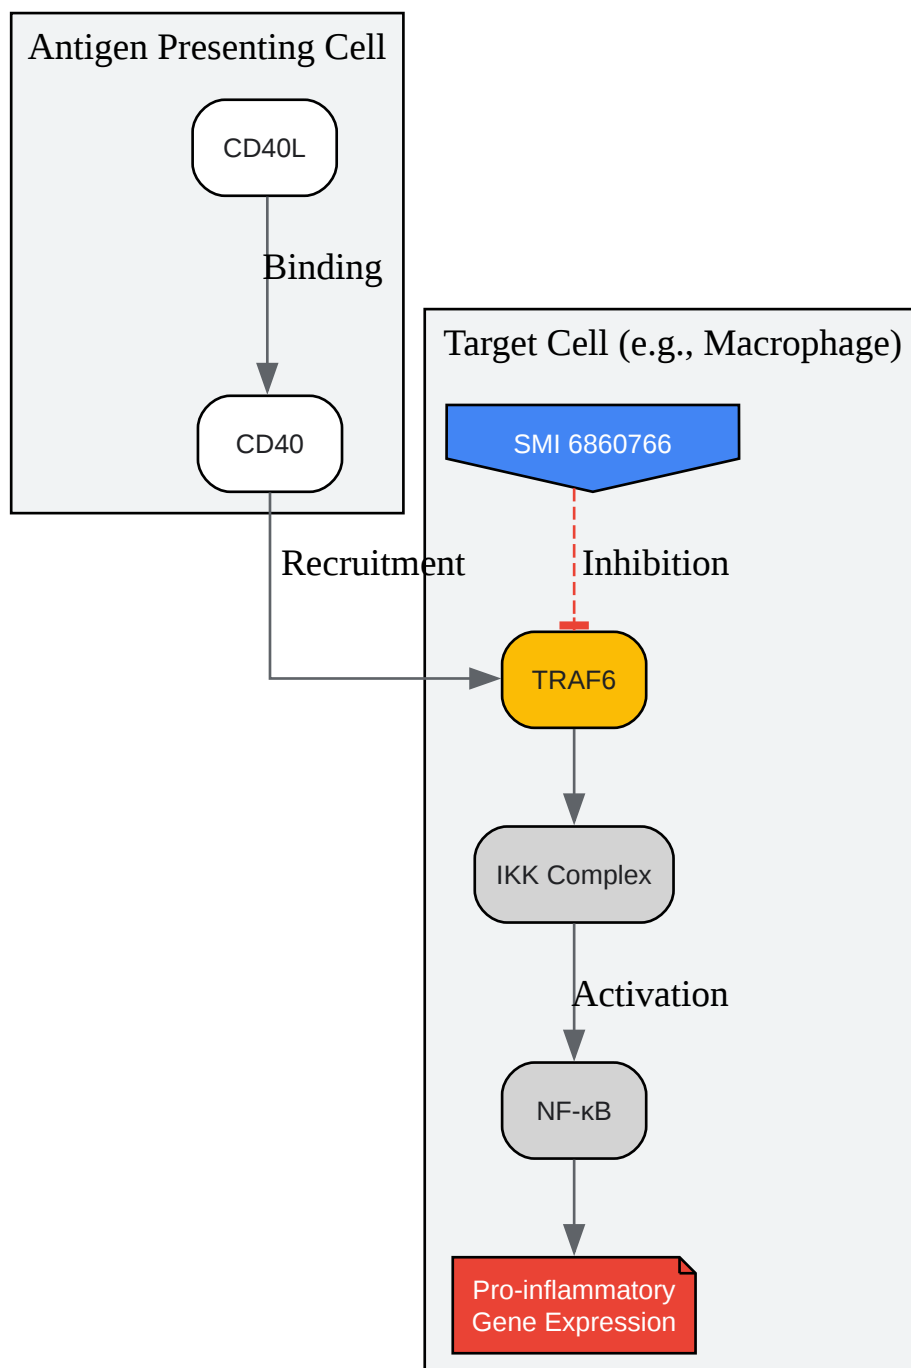 Antigen Presenting Cell
CD40L
Binding
Target Cell (e.g., Macrophage)
CD40
SMI 6860766
Recruitment
Inhibition
TRAF6
IKK Complex
Activation
NF-κB
Pro-inflammatory
Gene Expression